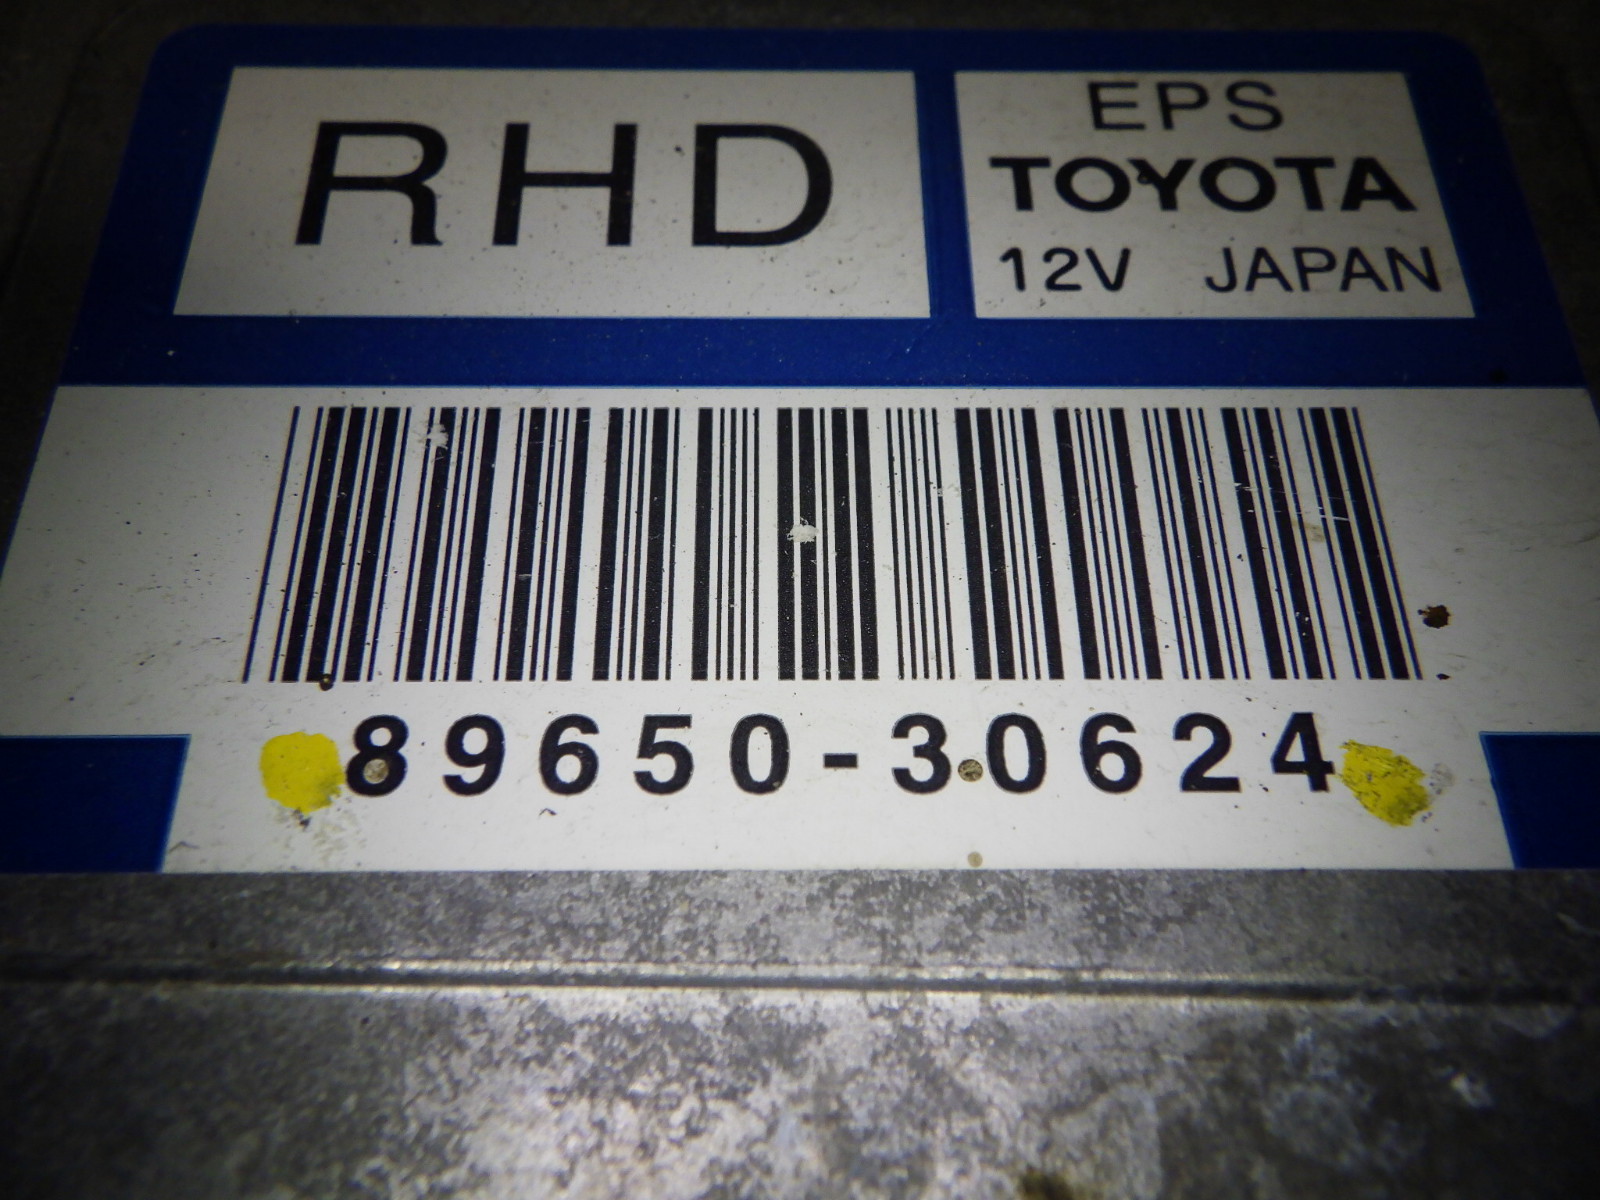 RHD
EPS
TOYOTA
12V JAPAN
89650-30624